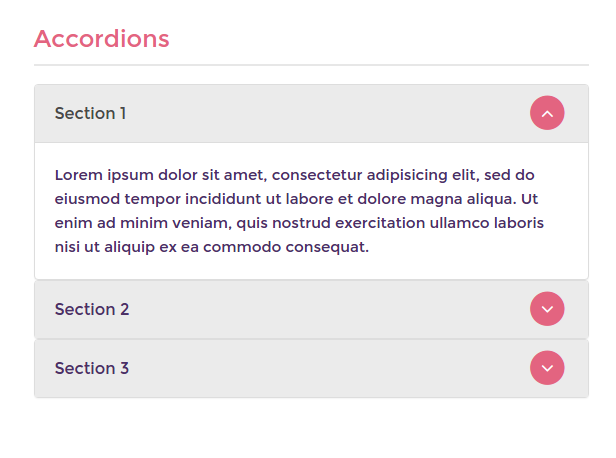 Accordions
Section 1
Lorem ipsum dolor sit amet, consectetur adipisicing elit, sed do
eiusmod tempor incididunt ut labore et dolore magna aliqua. Ut
enim ad minim veniam, quis nostrud exercitation ullamco laboris
nisi ut aliquip ex ea commodo consequat.
Section 2
Section 3